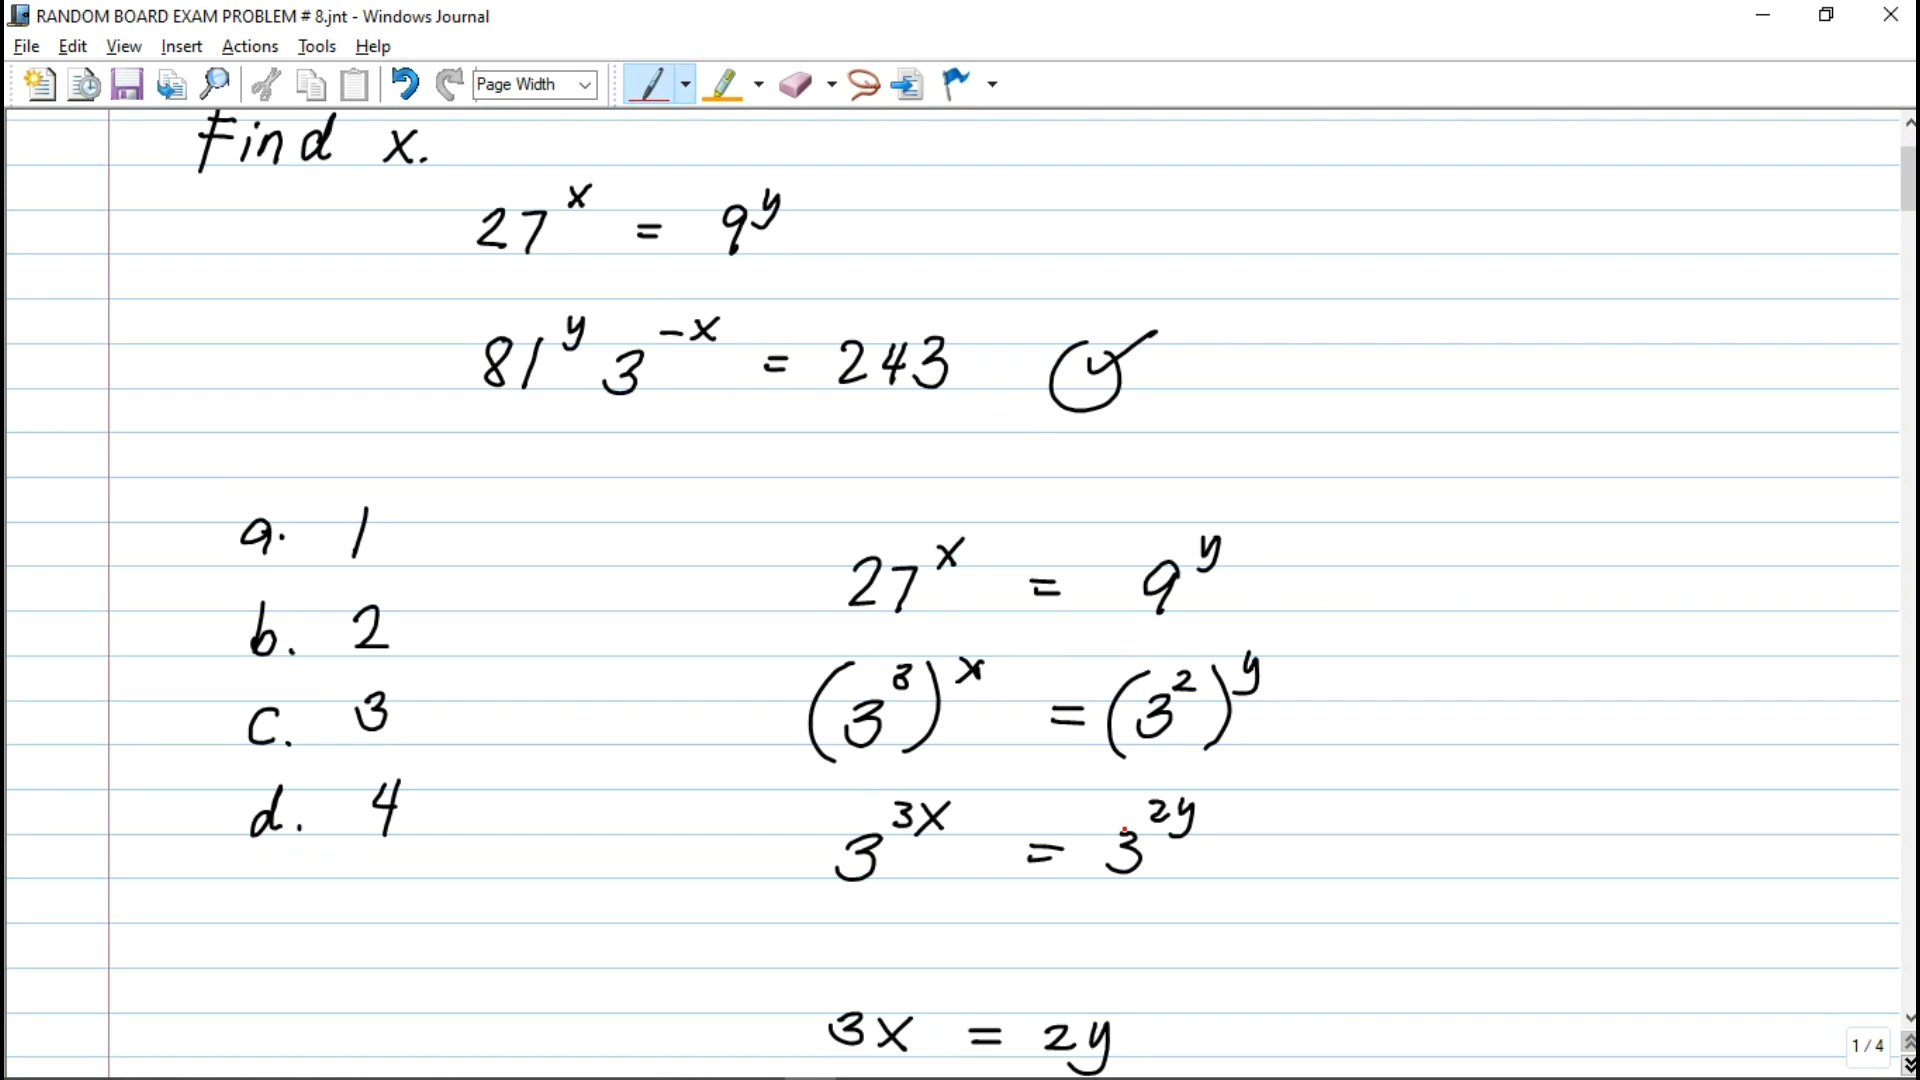 RANDOM BOARD EXAM PROBLEM # 8.jnt - Windows Journal
File Edit View Insert Actions Tools Help
Page Width
Find x.
27^x = 9^y
81^y 3^-x = 243
a. 1
b. 2
c. 3
d. 4
27^x = 9^y
(3^3)^x = (3^2)^y
3^3x = 3^2y
3x = 2y
1 / 4